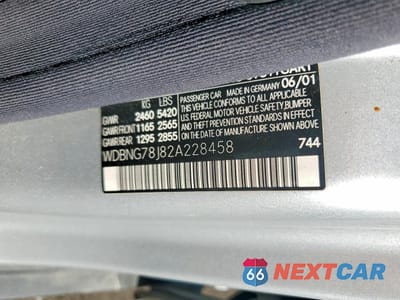 PASSENGER CAR
MADE IN GERMANY 06/01
KG LBS
GVWR 2460 5420
GAWR FRONT 1165 2565
GAWR REAR 1295 2855
THIS VEHICLE CONFORMS TO ALL APPLICABLE
U.S. FEDERAL MOTOR VEHICLE SAFETY, BUMPER,
AND THEFT PREVENTION STANDARDS IN EFFECT
ON THE DATE OF MANUFACTURE SHOWN ABOVE.
WDBNG78J82A228458 744
66 NEXTCAR